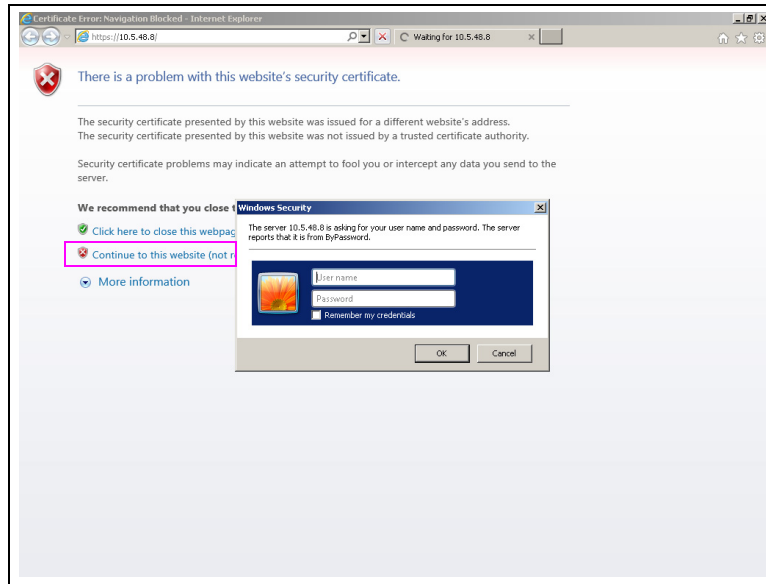 Certificate Error: Navigation Blocked - Internet Explorer
https://10.5.48.8/
Waiting for 10.5.48.8
There is a problem with this website's security certificate.
The security certificate presented by this website was issued for a different website's address.
The security certificate presented by this website was not issued by a trusted certificate authority.
Security certificate problems may indicate an attempt to fool you or intercept any data you send to the
server.
We recommend that you close t
Click here to close this webpag
Continue to this website (not r
More information
Windows Security
The server 10.5.48.8 is asking for your user name and password. The server
reports that it is from ByPassword.
User name
Password
Remember my credentials
OK Cancel